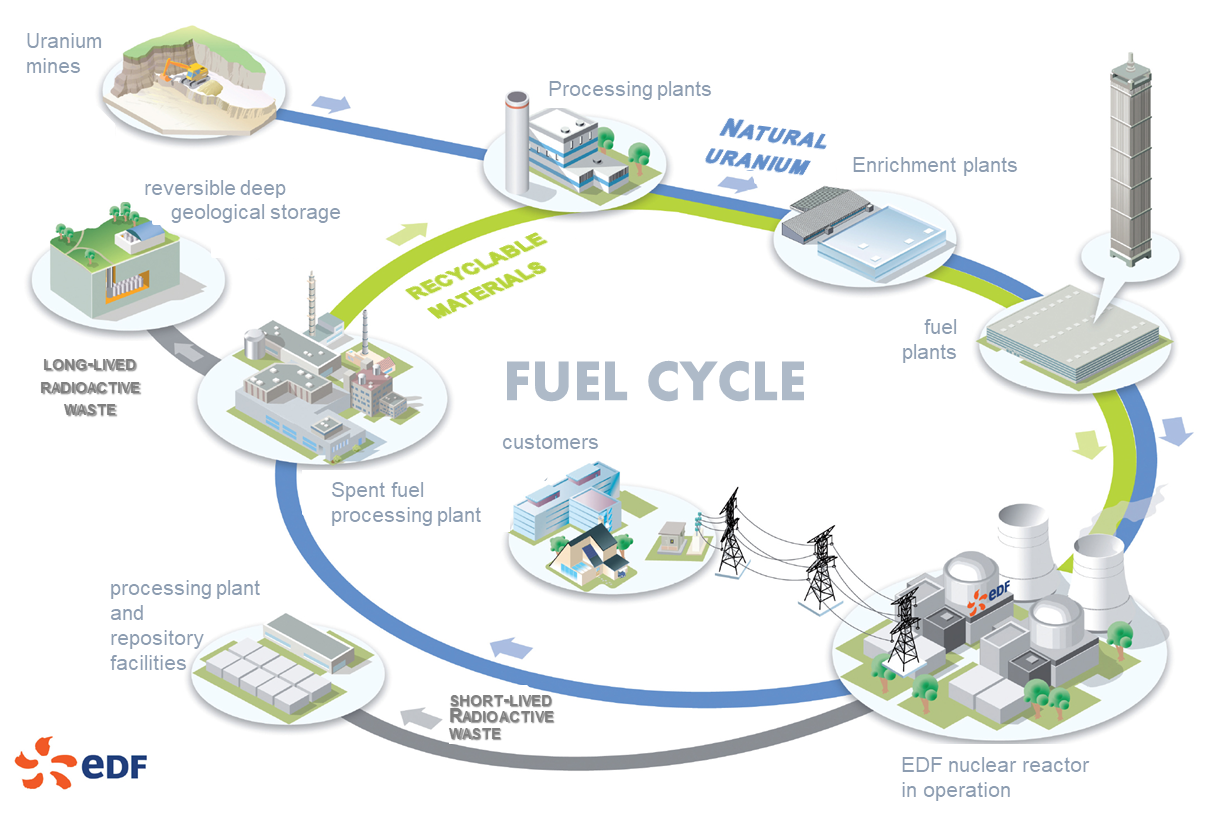 Uranium
mines
Processing plants
NATURAL
URANIUM
Enrichment plants
reversible deep
geological storage
RECYCLABLE
MATERIALS
fuel
plants
LONG-LIVED
RADIOACTIVE
WASTE
FUEL CYCLE
customers
Spent fuel
processing plant
processing plant
and
repository
facilities
eDF
SHORT-LIVED
RADIOACTIVE
WASTE
eDF
EDF nuclear reactor
in operation